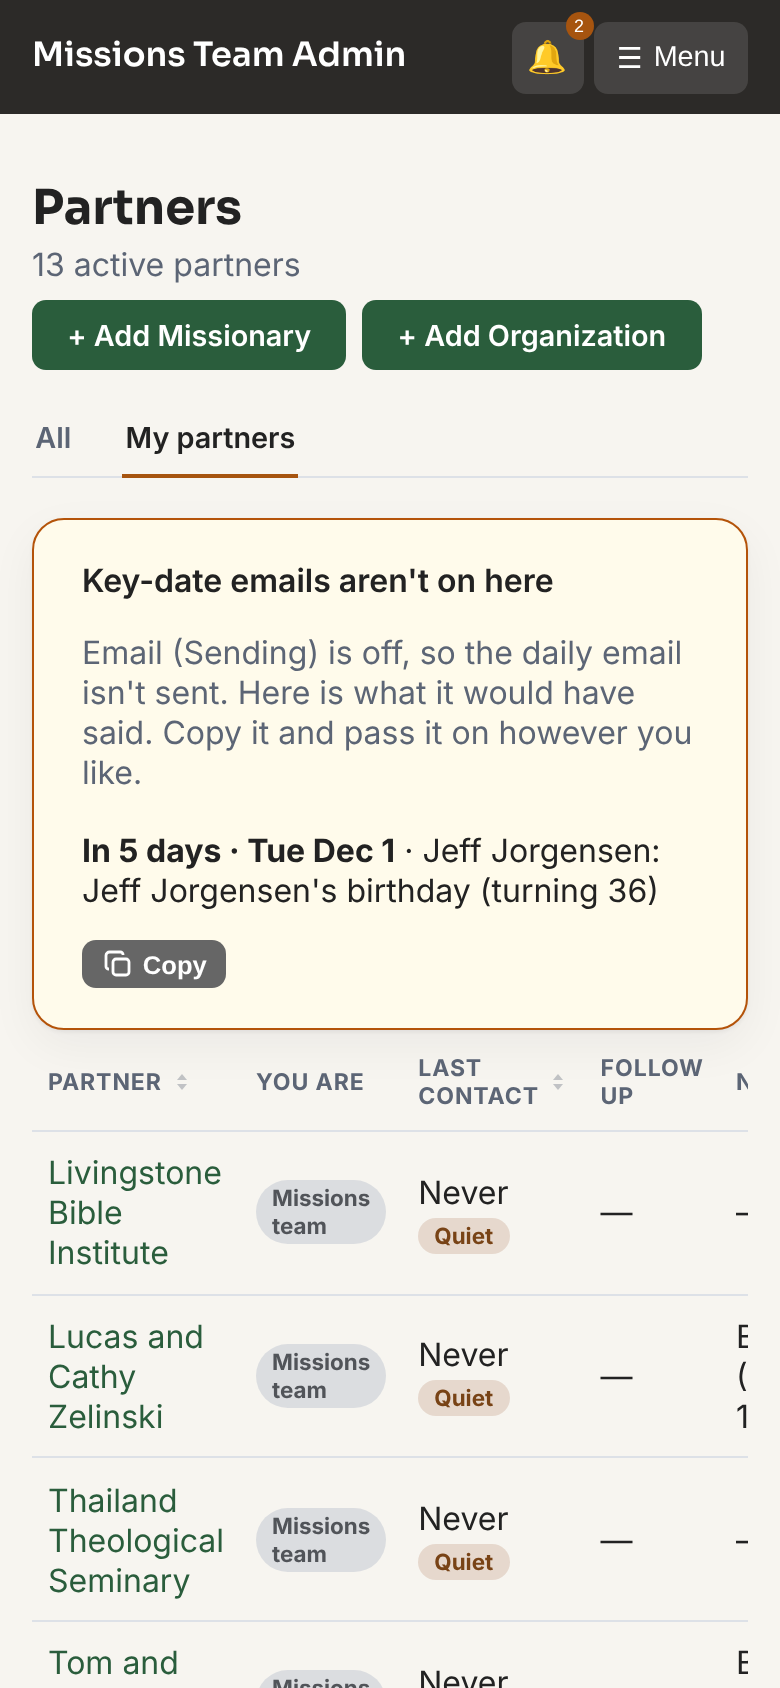 Missions Team Admin
2
☰ Menu
Partners
13 active partners
+ Add Missionary
+ Add Organization
All
My partners
Key-date emails aren't on here
Email (Sending) is off, so the daily email
isn't sent. Here is what it would have
said. Copy it and pass it on however you
like.
In 5 days · Tue Dec 1 · Jeff Jorgensen:
Jeff Jorgensen's birthday (turning 36)
Copy
PARTNER
YOU ARE
LAST
CONTACT
FOLLOW
UP
Livingstone
Bible
Institute
Missions
team
Never
Quiet
—
Lucas and
Cathy
Zelinski
Missions
team
Never
Quiet
—
Thailand
Theological
Seminary
Missions
team
Never
Quiet
—
Tom and
Missions
Never